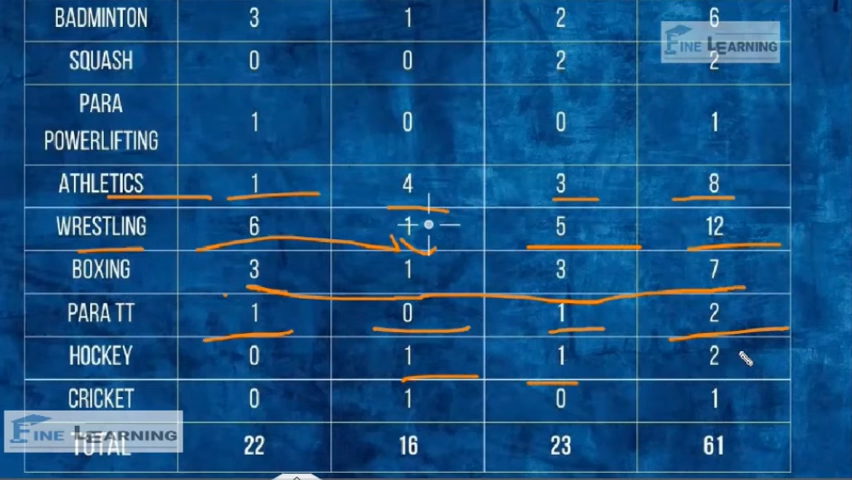 BADMINTON 3 1 2 6
FINE LEARNING
SQUASH 0 0 2 2
PARA
POWERLIFTING 1 0 0 1
ATHLETICS 1 4 3 8
WRESTLING 6 1 5 12
BOXING 3 1 3 7
PARA TT 1 0 1 2
HOCKEY 0 1 1 2
CRICKET 0 1 0 1
FINE LEARNING
TOTAL 22 16 23 61